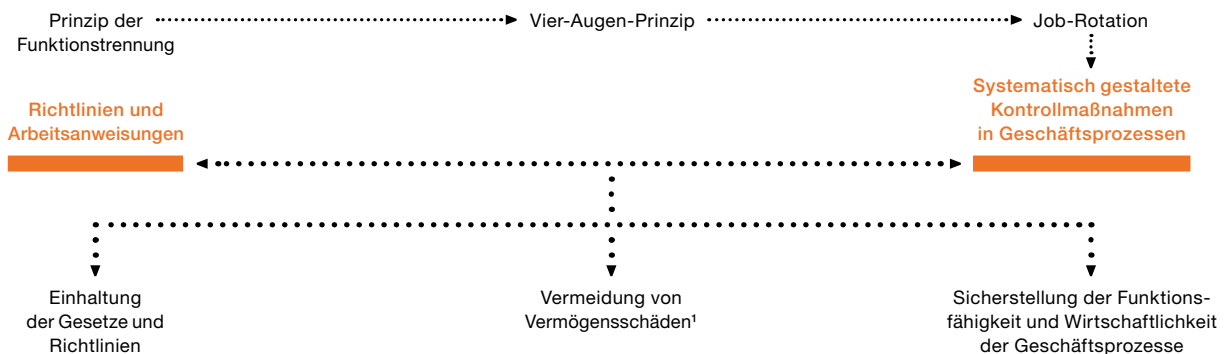 Prinzip der
Funktionstrennung
Vier-Augen-Prinzip
Job-Rotation
Richtlinien und
Arbeitsanweisungen
Systematisch gestaltete
Kontrollmaßnahmen
in Geschäftsprozessen
Einhaltung
der Gesetze und
Richtlinien
Vermeidung von
Vermögensschäden¹
Sicherstellung der Funktions-
fähigkeit und Wirtschaftlichkeit
der Geschäftsprozesse